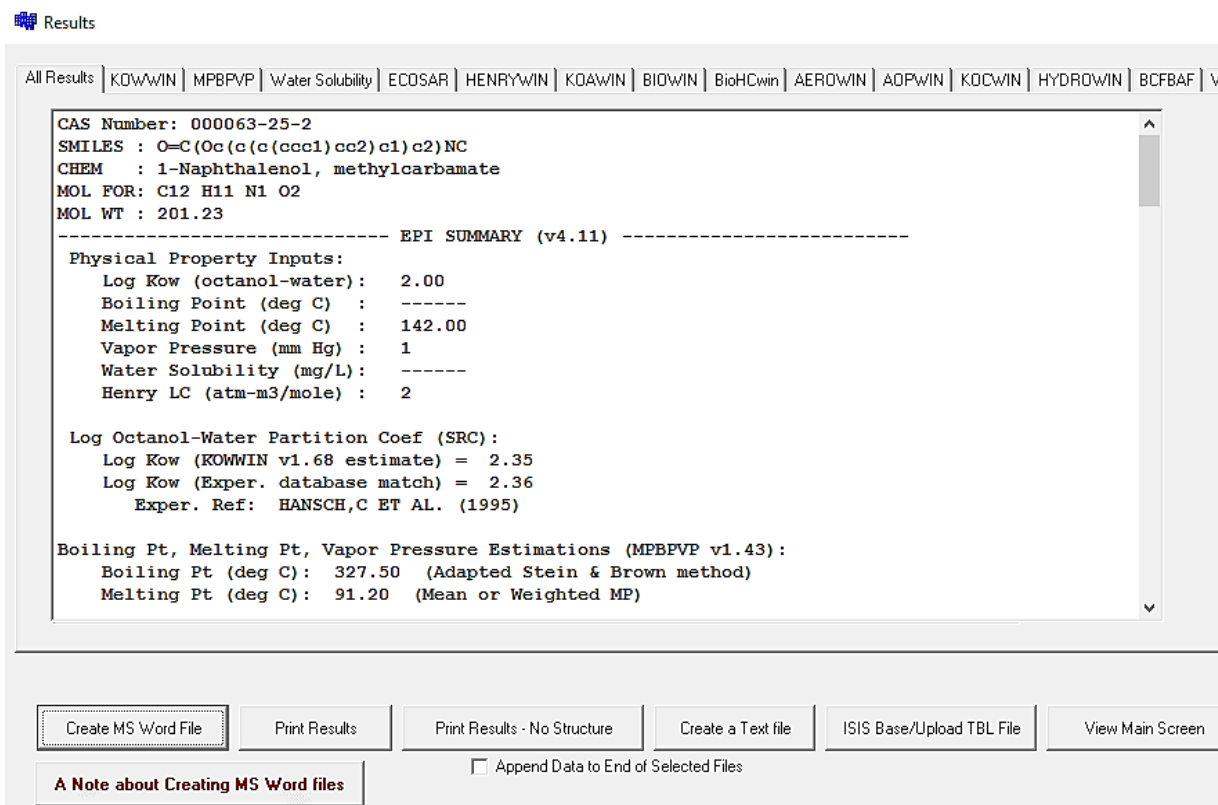 Results
All Results KOWWIN MPBPVP Water Solubility ECOSAR HENRYWIN KOAWIN BIOWIN BioHCwin AEROWIN AOPWIN KOCWIN HYDROWIN BCFBAF
CAS Number: 000063-25-2
SMILES : O=C(Oc(c(c(ccc1)cc2)c1)c2)NC
CHEM   : 1-Naphthalenol, methylcarbamate
MOL FOR: C12 H11 N1 O2
MOL WT : 201.23
------------------------------ EPI SUMMARY (v4.11) --------------------------
Physical Property Inputs:
Log Kow (octanol-water):   2.00
Boiling Point (deg C)  :   ------
Melting Point (deg C)  :   142.00
Vapor Pressure (mm Hg) :   1
Water Solubility (mg/L):   ------
Henry LC (atm-m3/mole) :   2
Log Octanol-Water Partition Coef (SRC):
Log Kow (KOWWIN v1.68 estimate) =  2.35
Log Kow (Exper. database match) =  2.36
Exper. Ref:  HANSCH,C ET AL. (1995)
Boiling Pt, Melting Pt, Vapor Pressure Estimations (MPBPVP v1.43):
Boiling Pt (deg C):  327.50  (Adapted Stein & Brown method)
Melting Pt (deg C):  91.20  (Mean or Weighted MP)
Create MS Word File Print Results Print Results - No Structure Create a Text file ISIS Base/Upload TBL File View Main Screen
A Note about Creating MS Word files Append Data to End of Selected Files